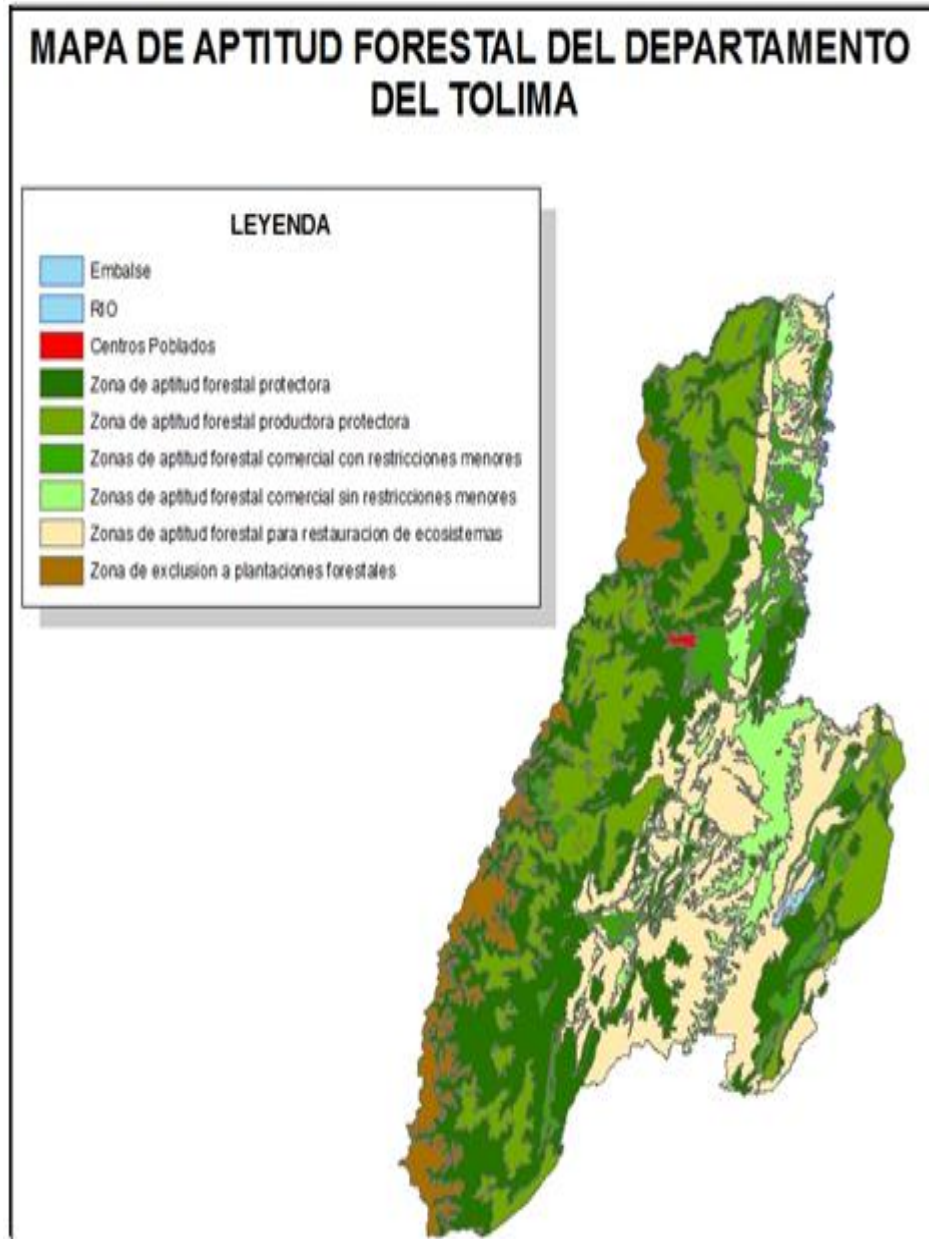 MAPA DE APTITUD FORESTAL DEL DEPARTAMENTO
DEL TOLIMA
LEYENDA
Embalse
RIO
Centros Poblados
Zona de aptitud forestal protectora
Zona de aptitud forestal productora protectora
Zonas de aptitud forestal comercial con restricciones menores
Zonas de aptitud forestal comercial sin restricciones menores
Zonas de aptitud forestal para restauracion de ecosistemas
Zona de exclusion a plantaciones forestales